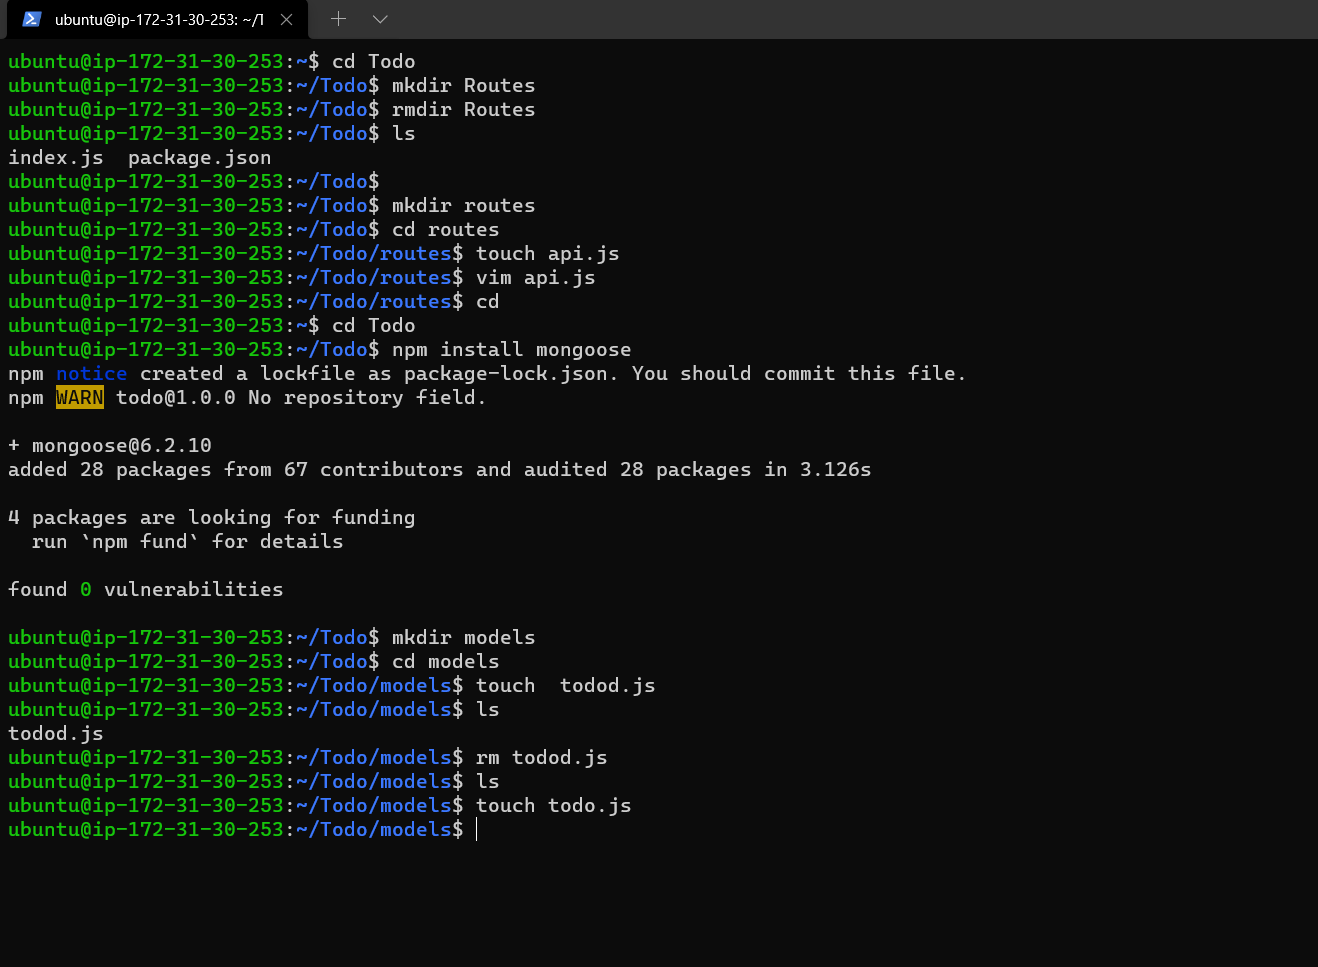 ubuntu@ip-172-31-30-253: ~/T
ubuntu@ip-172-31-30-253:~$ cd Todo
ubuntu@ip-172-31-30-253:~/Todo$ mkdir Routes
ubuntu@ip-172-31-30-253:~/Todo$ rmdir Routes
ubuntu@ip-172-31-30-253:~/Todo$ ls
index.js  package.json
ubuntu@ip-172-31-30-253:~/Todo$
ubuntu@ip-172-31-30-253:~/Todo$ mkdir routes
ubuntu@ip-172-31-30-253:~/Todo$ cd routes
ubuntu@ip-172-31-30-253:~/Todo/routes$ touch api.js
ubuntu@ip-172-31-30-253:~/Todo/routes$ vim api.js
ubuntu@ip-172-31-30-253:~/Todo/routes$ cd
ubuntu@ip-172-31-30-253:~$ cd Todo
ubuntu@ip-172-31-30-253:~/Todo$ npm install mongoose
npm notice created a lockfile as package-lock.json. You should commit this file.
npm WARN todo@1.0.0 No repository field.
+ mongoose@6.2.10
added 28 packages from 67 contributors and audited 28 packages in 3.126s
4 packages are looking for funding
  run `npm fund` for details
found 0 vulnerabilities
ubuntu@ip-172-31-30-253:~/Todo$ mkdir models
ubuntu@ip-172-31-30-253:~/Todo$ cd models
ubuntu@ip-172-31-30-253:~/Todo/models$ touch  todod.js
ubuntu@ip-172-31-30-253:~/Todo/models$ ls
todod.js
ubuntu@ip-172-31-30-253:~/Todo/models$ rm todod.js
ubuntu@ip-172-31-30-253:~/Todo/models$ ls
ubuntu@ip-172-31-30-253:~/Todo/models$ touch todo.js
ubuntu@ip-172-31-30-253:~/Todo/models$